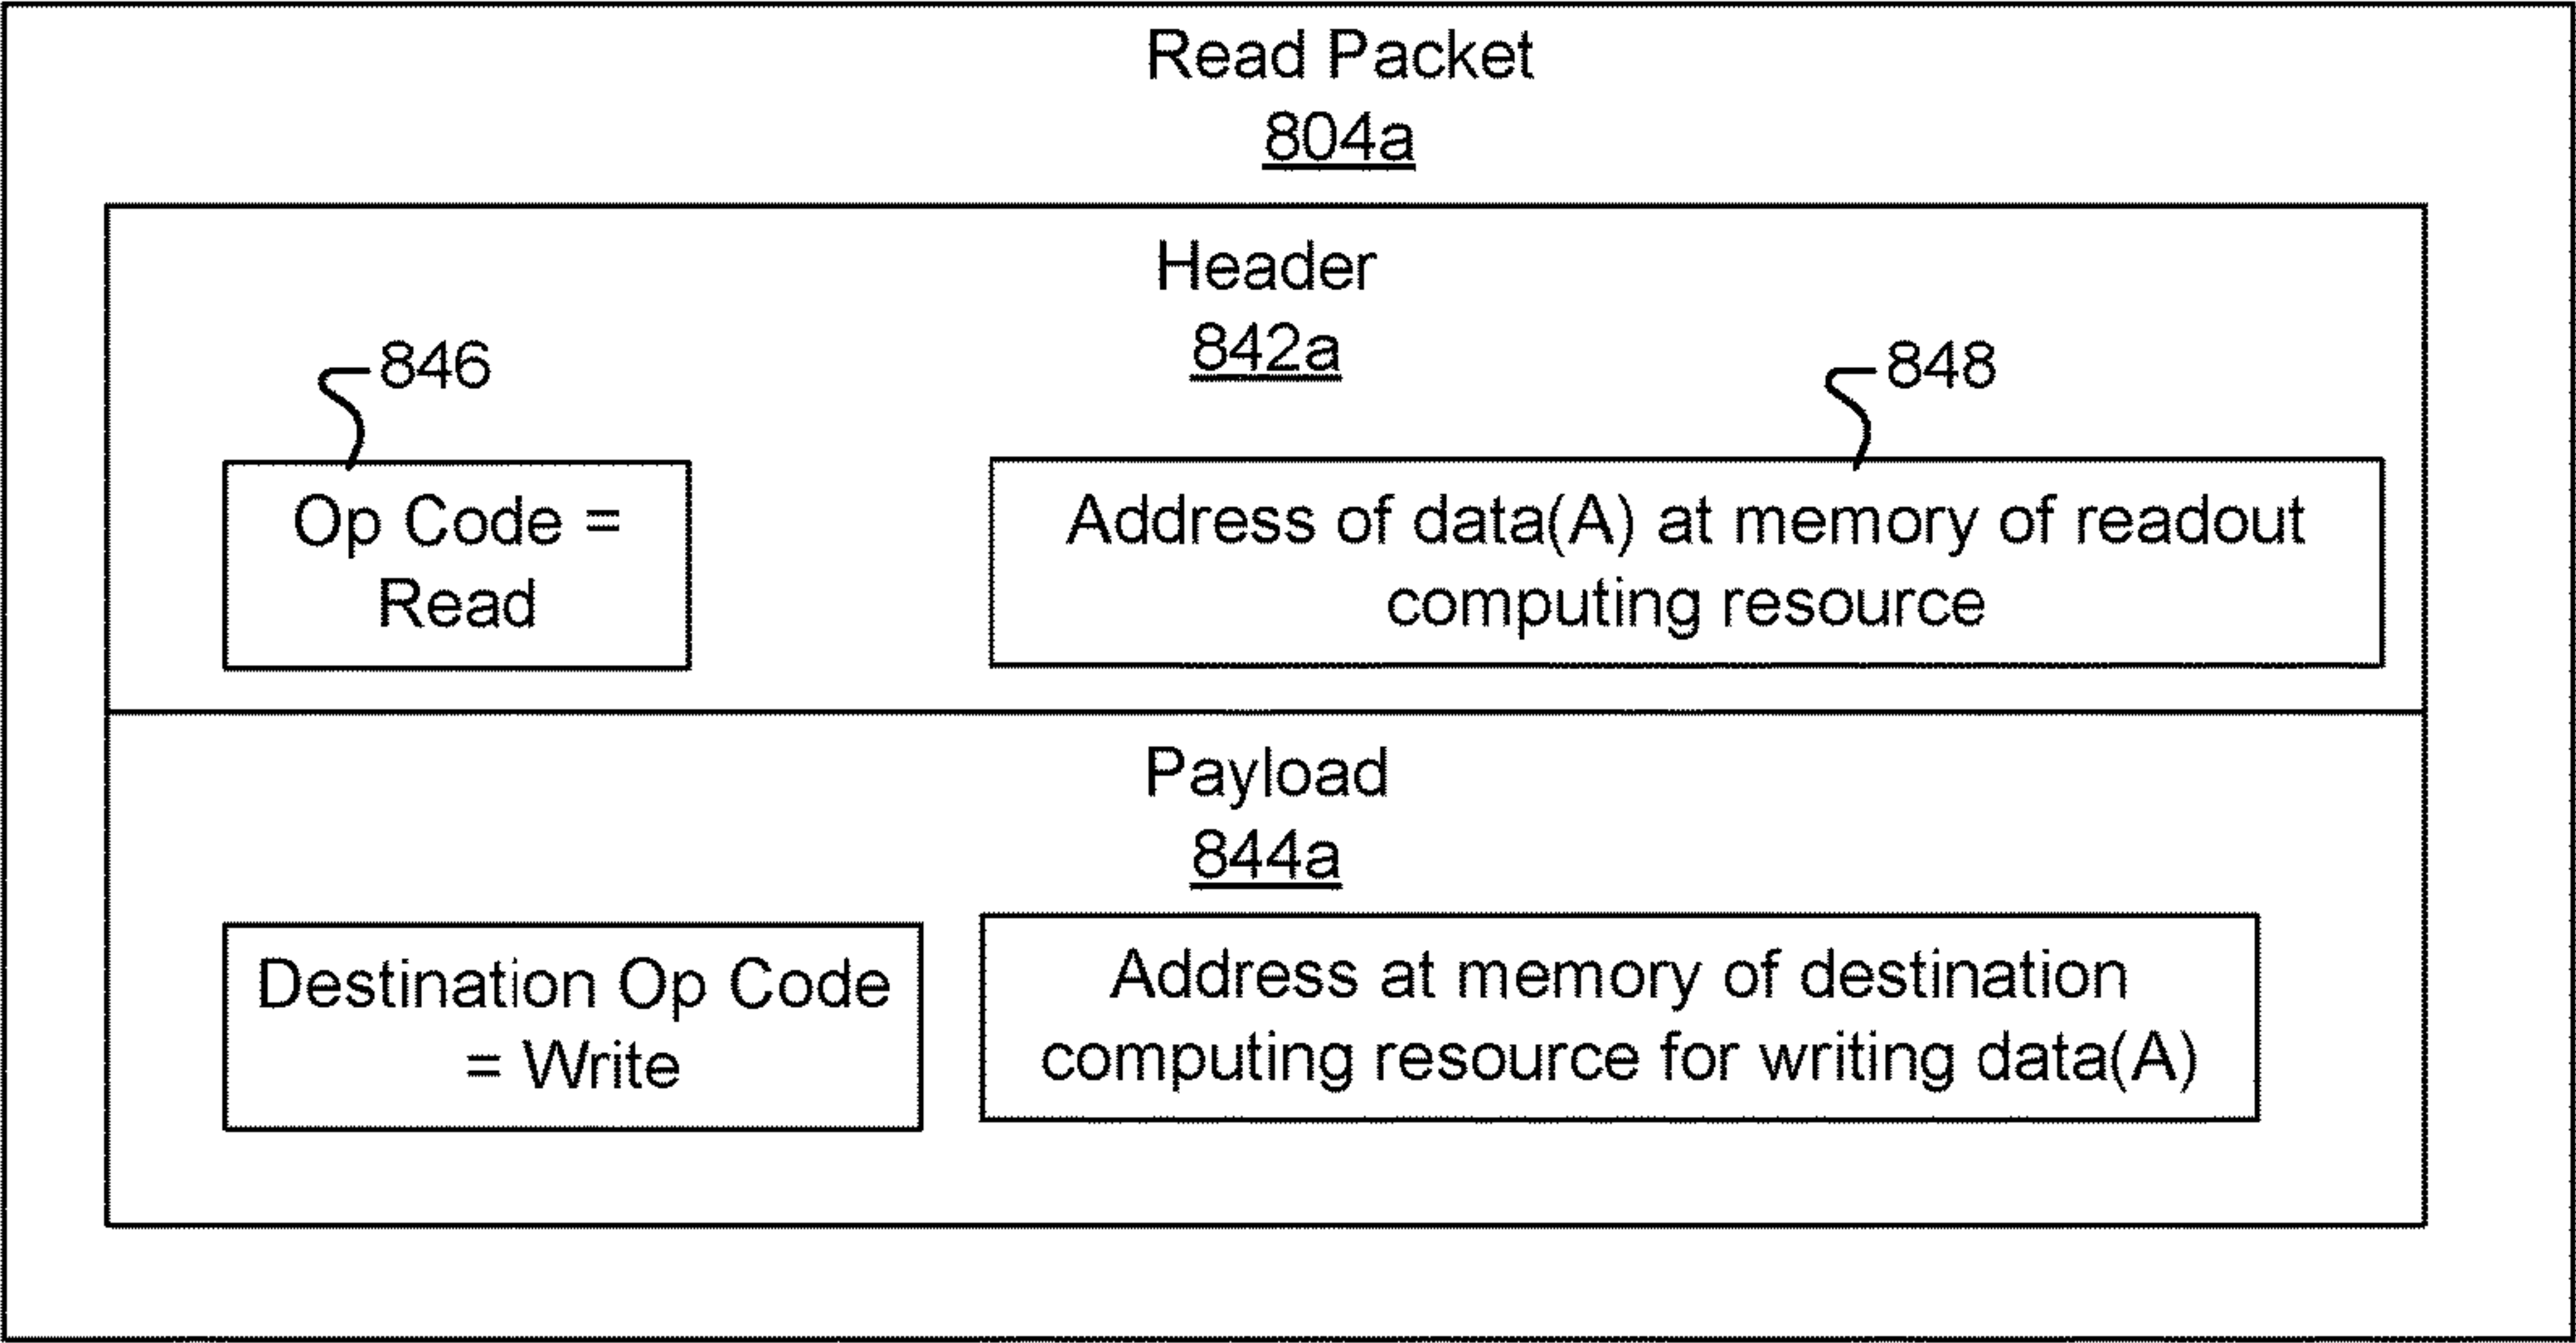 Read Packet
804a
Header
842a
846
848
Op Code =
Read
Address of data(A) at memory of readout
computing resource
Payload
844a
Destination Op Code
= Write
Address at memory of destination
computing resource for writing data(A)